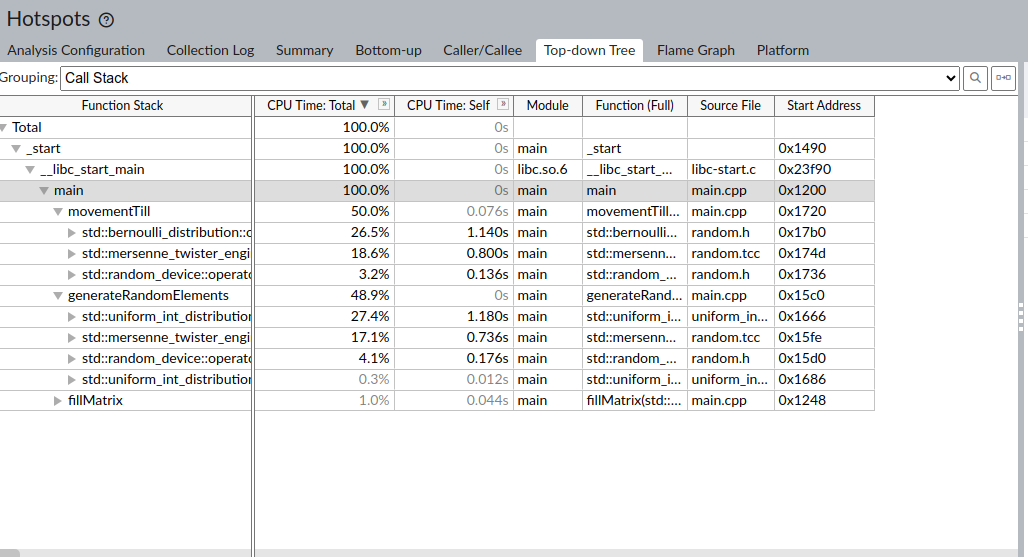 Hotspots ?
Analysis Configuration Collection Log Summary Bottom-up Caller/Callee Top-down Tree Flame Graph Platform
Grouping: Call Stack
Function Stack CPU Time: Total ▼ » CPU Time: Self » Module Function (Full) Source File Start Address
Total 100.0% 0s
_start 100.0% 0s main _start 0x1490
__libc_start_main 100.0% 0s libc.so.6 __libc_start_... libc-start.c 0x23f90
main 100.0% 0s main main main.cpp 0x1200
movementTill 50.0% 0.076s main movementTill... main.cpp 0x1720
std::bernoulli_distribution::c 26.5% 1.140s main std::bernoulli... random.h 0x17b0
std::mersenne_twister_engi 18.6% 0.800s main std::mersenn... random.tcc 0x174d
std::random_device::operato 3.2% 0.136s main std::random_... random.h 0x1736
generateRandomElements 48.9% 0s main generateRand... main.cpp 0x15c0
std::uniform_int_distribution 27.4% 1.180s main std::uniform_i... uniform_in... 0x1666
std::mersenne_twister_engi 17.1% 0.736s main std::mersenn... random.tcc 0x15fe
std::random_device::operato 4.1% 0.176s main std::random_... random.h 0x15d0
std::uniform_int_distribution 0.3% 0.012s main std::uniform_i... uniform_in... 0x1686
fillMatrix 1.0% 0.044s main fillMatrix(std::... main.cpp 0x1248